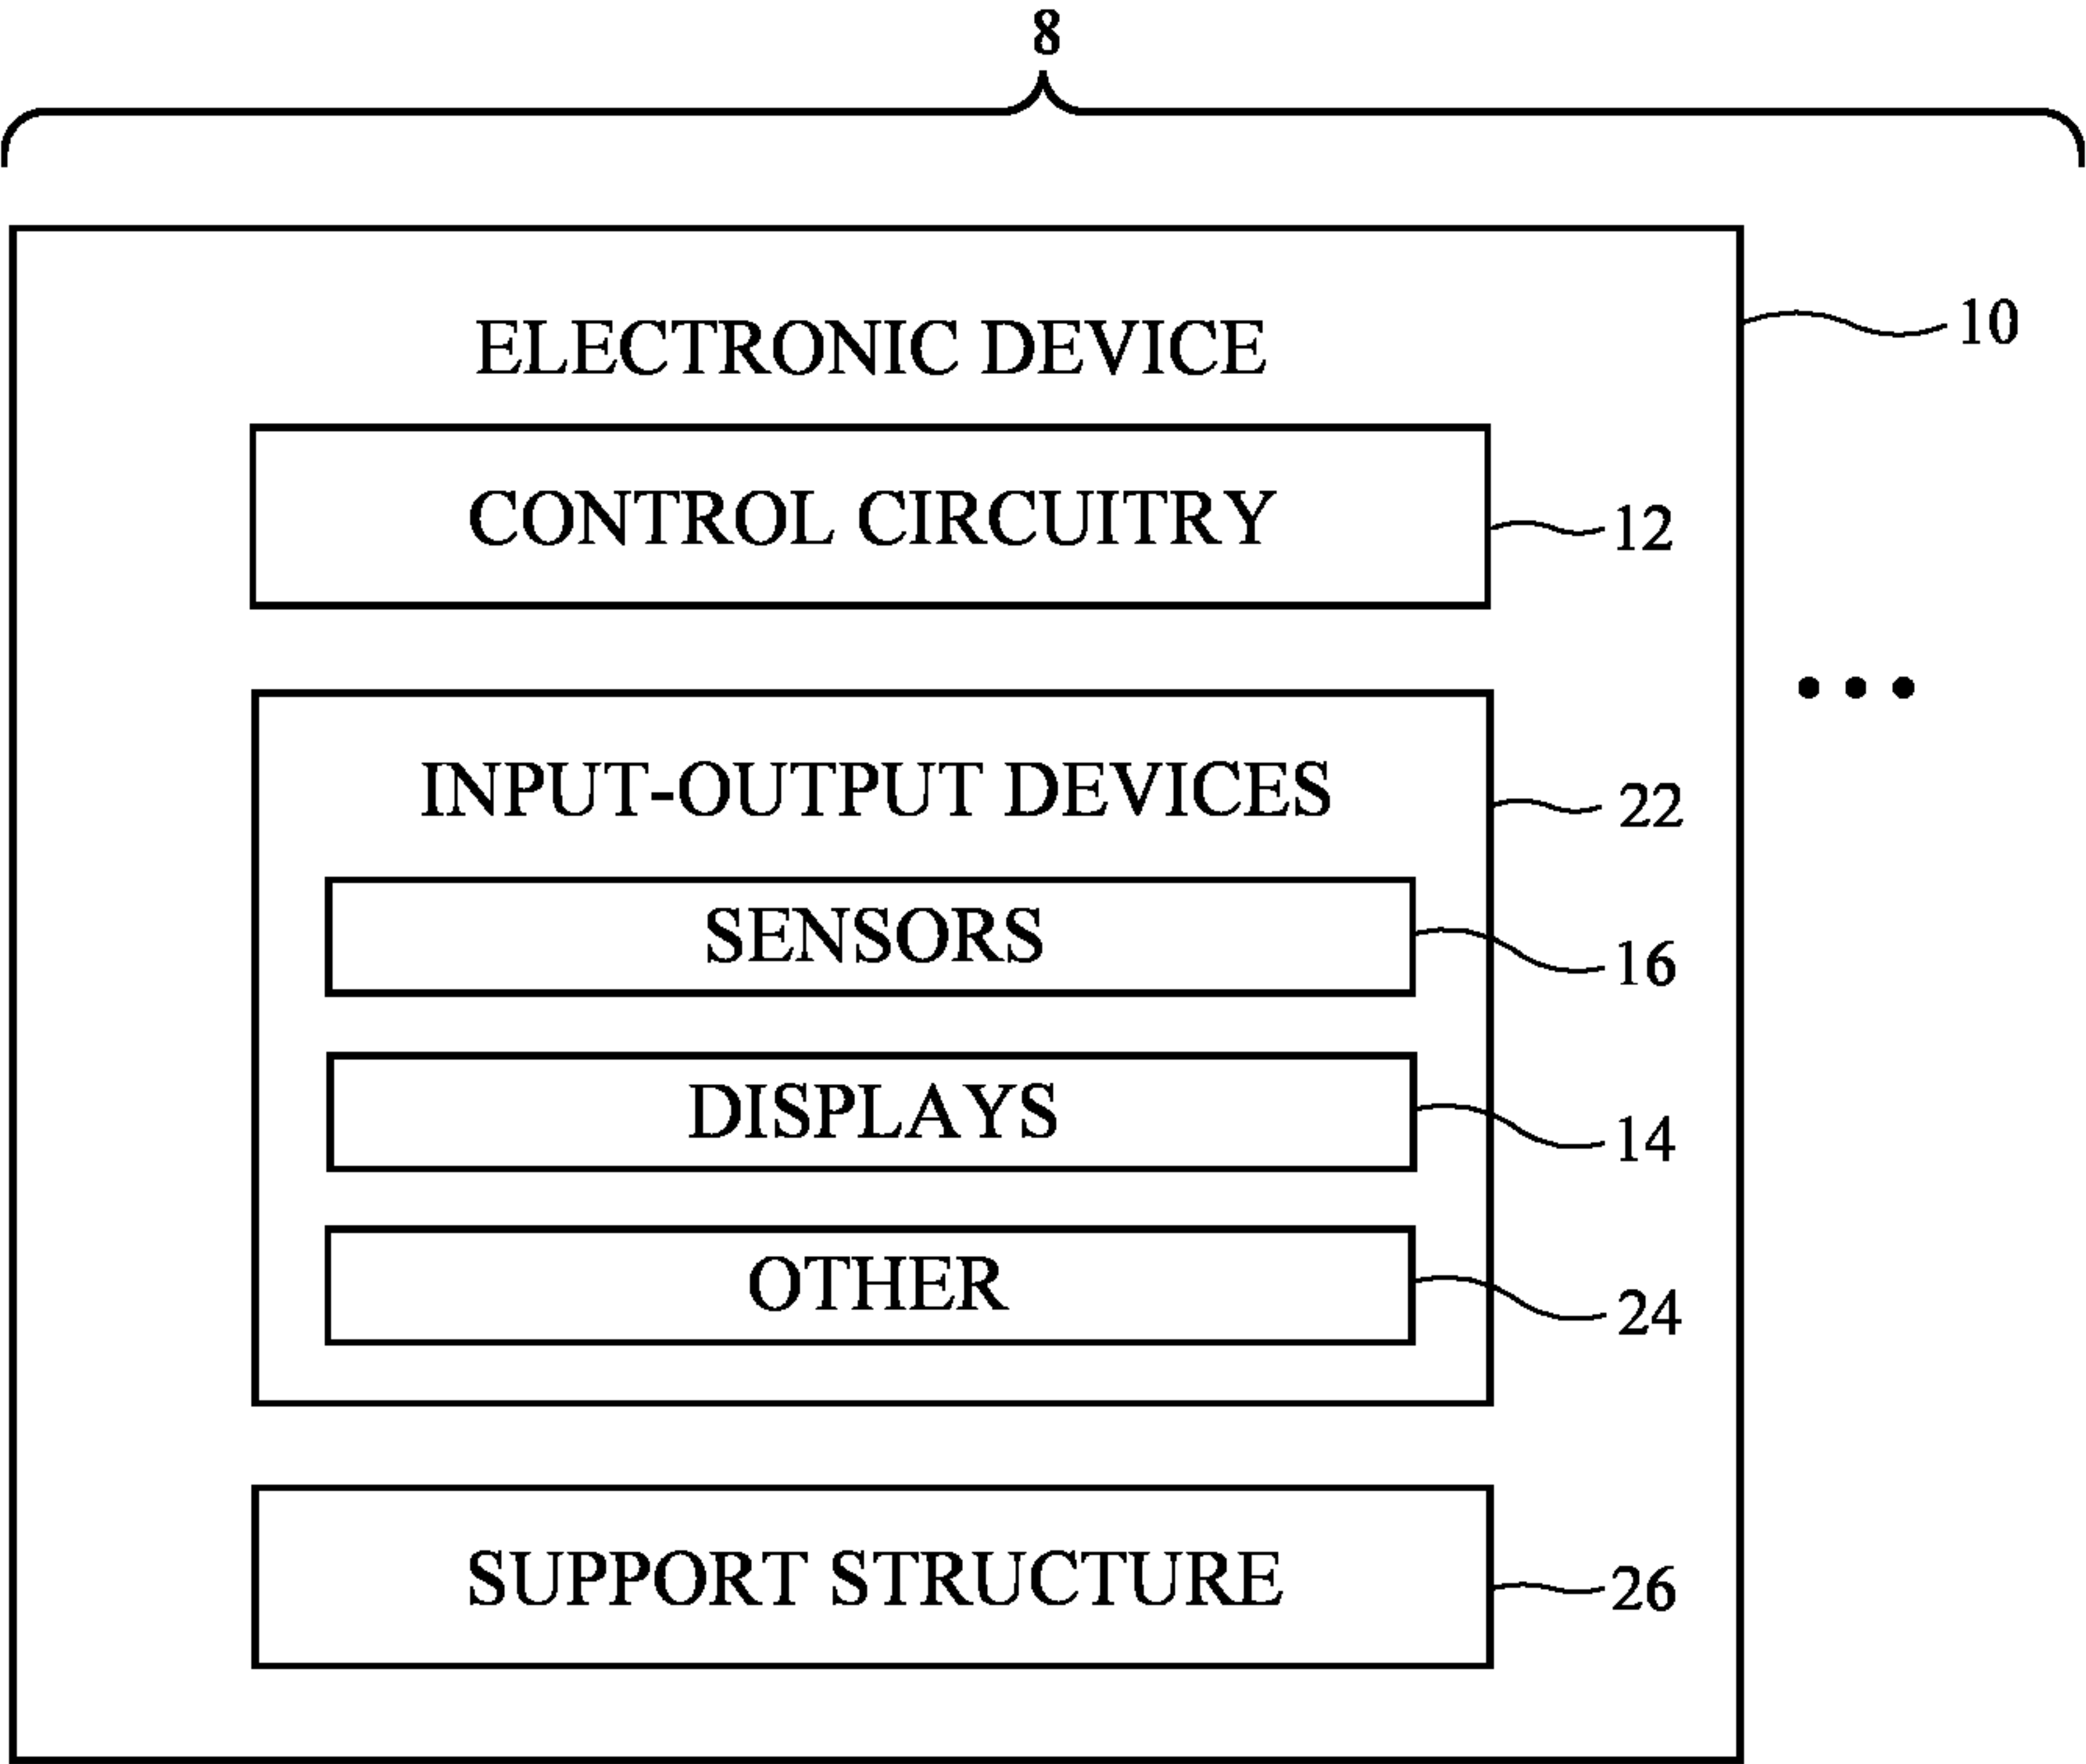 8
ELECTRONIC DEVICE
10
CONTROL CIRCUITRY
12
•••
INPUT-OUTPUT DEVICES
22
SENSORS
16
DISPLAYS
14
OTHER
24
SUPPORT STRUCTURE
26